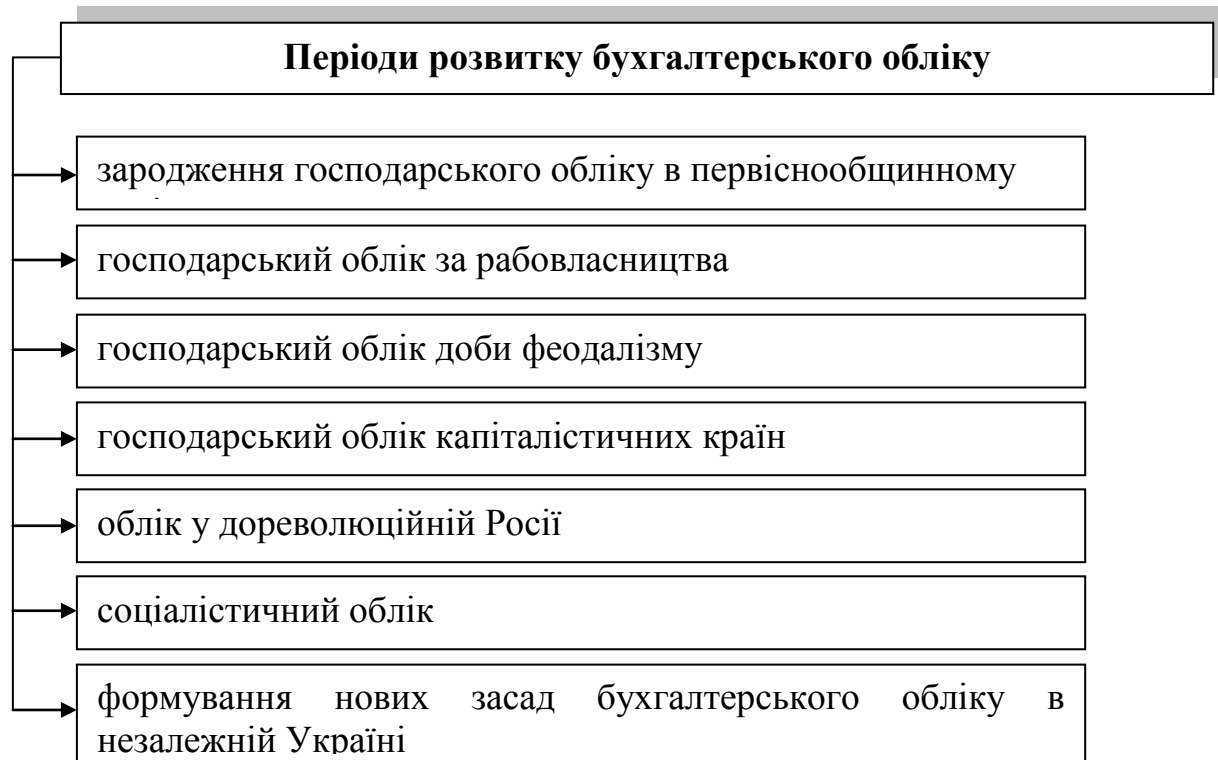 Періоди розвитку бухгалтерського обліку
зародження господарського обліку в первіснообщинному
господарський облік за рабовласництва
господарський облік доби феодалізму
господарський облік капіталістичних країн
облік у дореволюційній Росії
соціалістичний облік
формування нових засад бухгалтерського обліку в
незалежній Україні